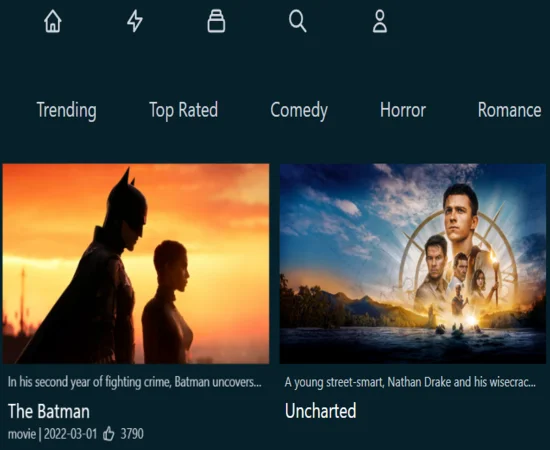 Trending Top Rated Comedy Horror Romance
In his second year of fighting crime, Batman uncovers...
The Batman
movie | 2022-03-01 3790
A young street-smart, Nathan Drake and his wisecrac...
Uncharted